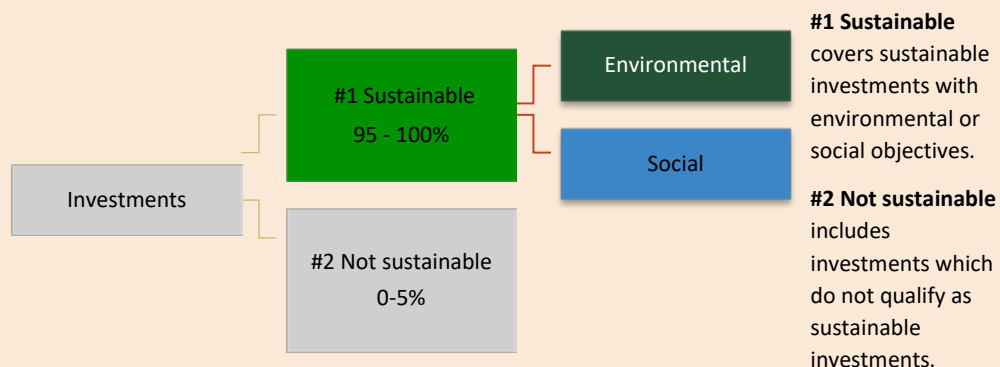 Investments
#1 Sustainable
95 - 100%
#2 Not sustainable
0-5%
Environmental
Social
#1 Sustainable
covers sustainable
investments with
environmental or
social objectives.
#2 Not sustainable
includes
investments which
do not qualify as
sustainable
investments.